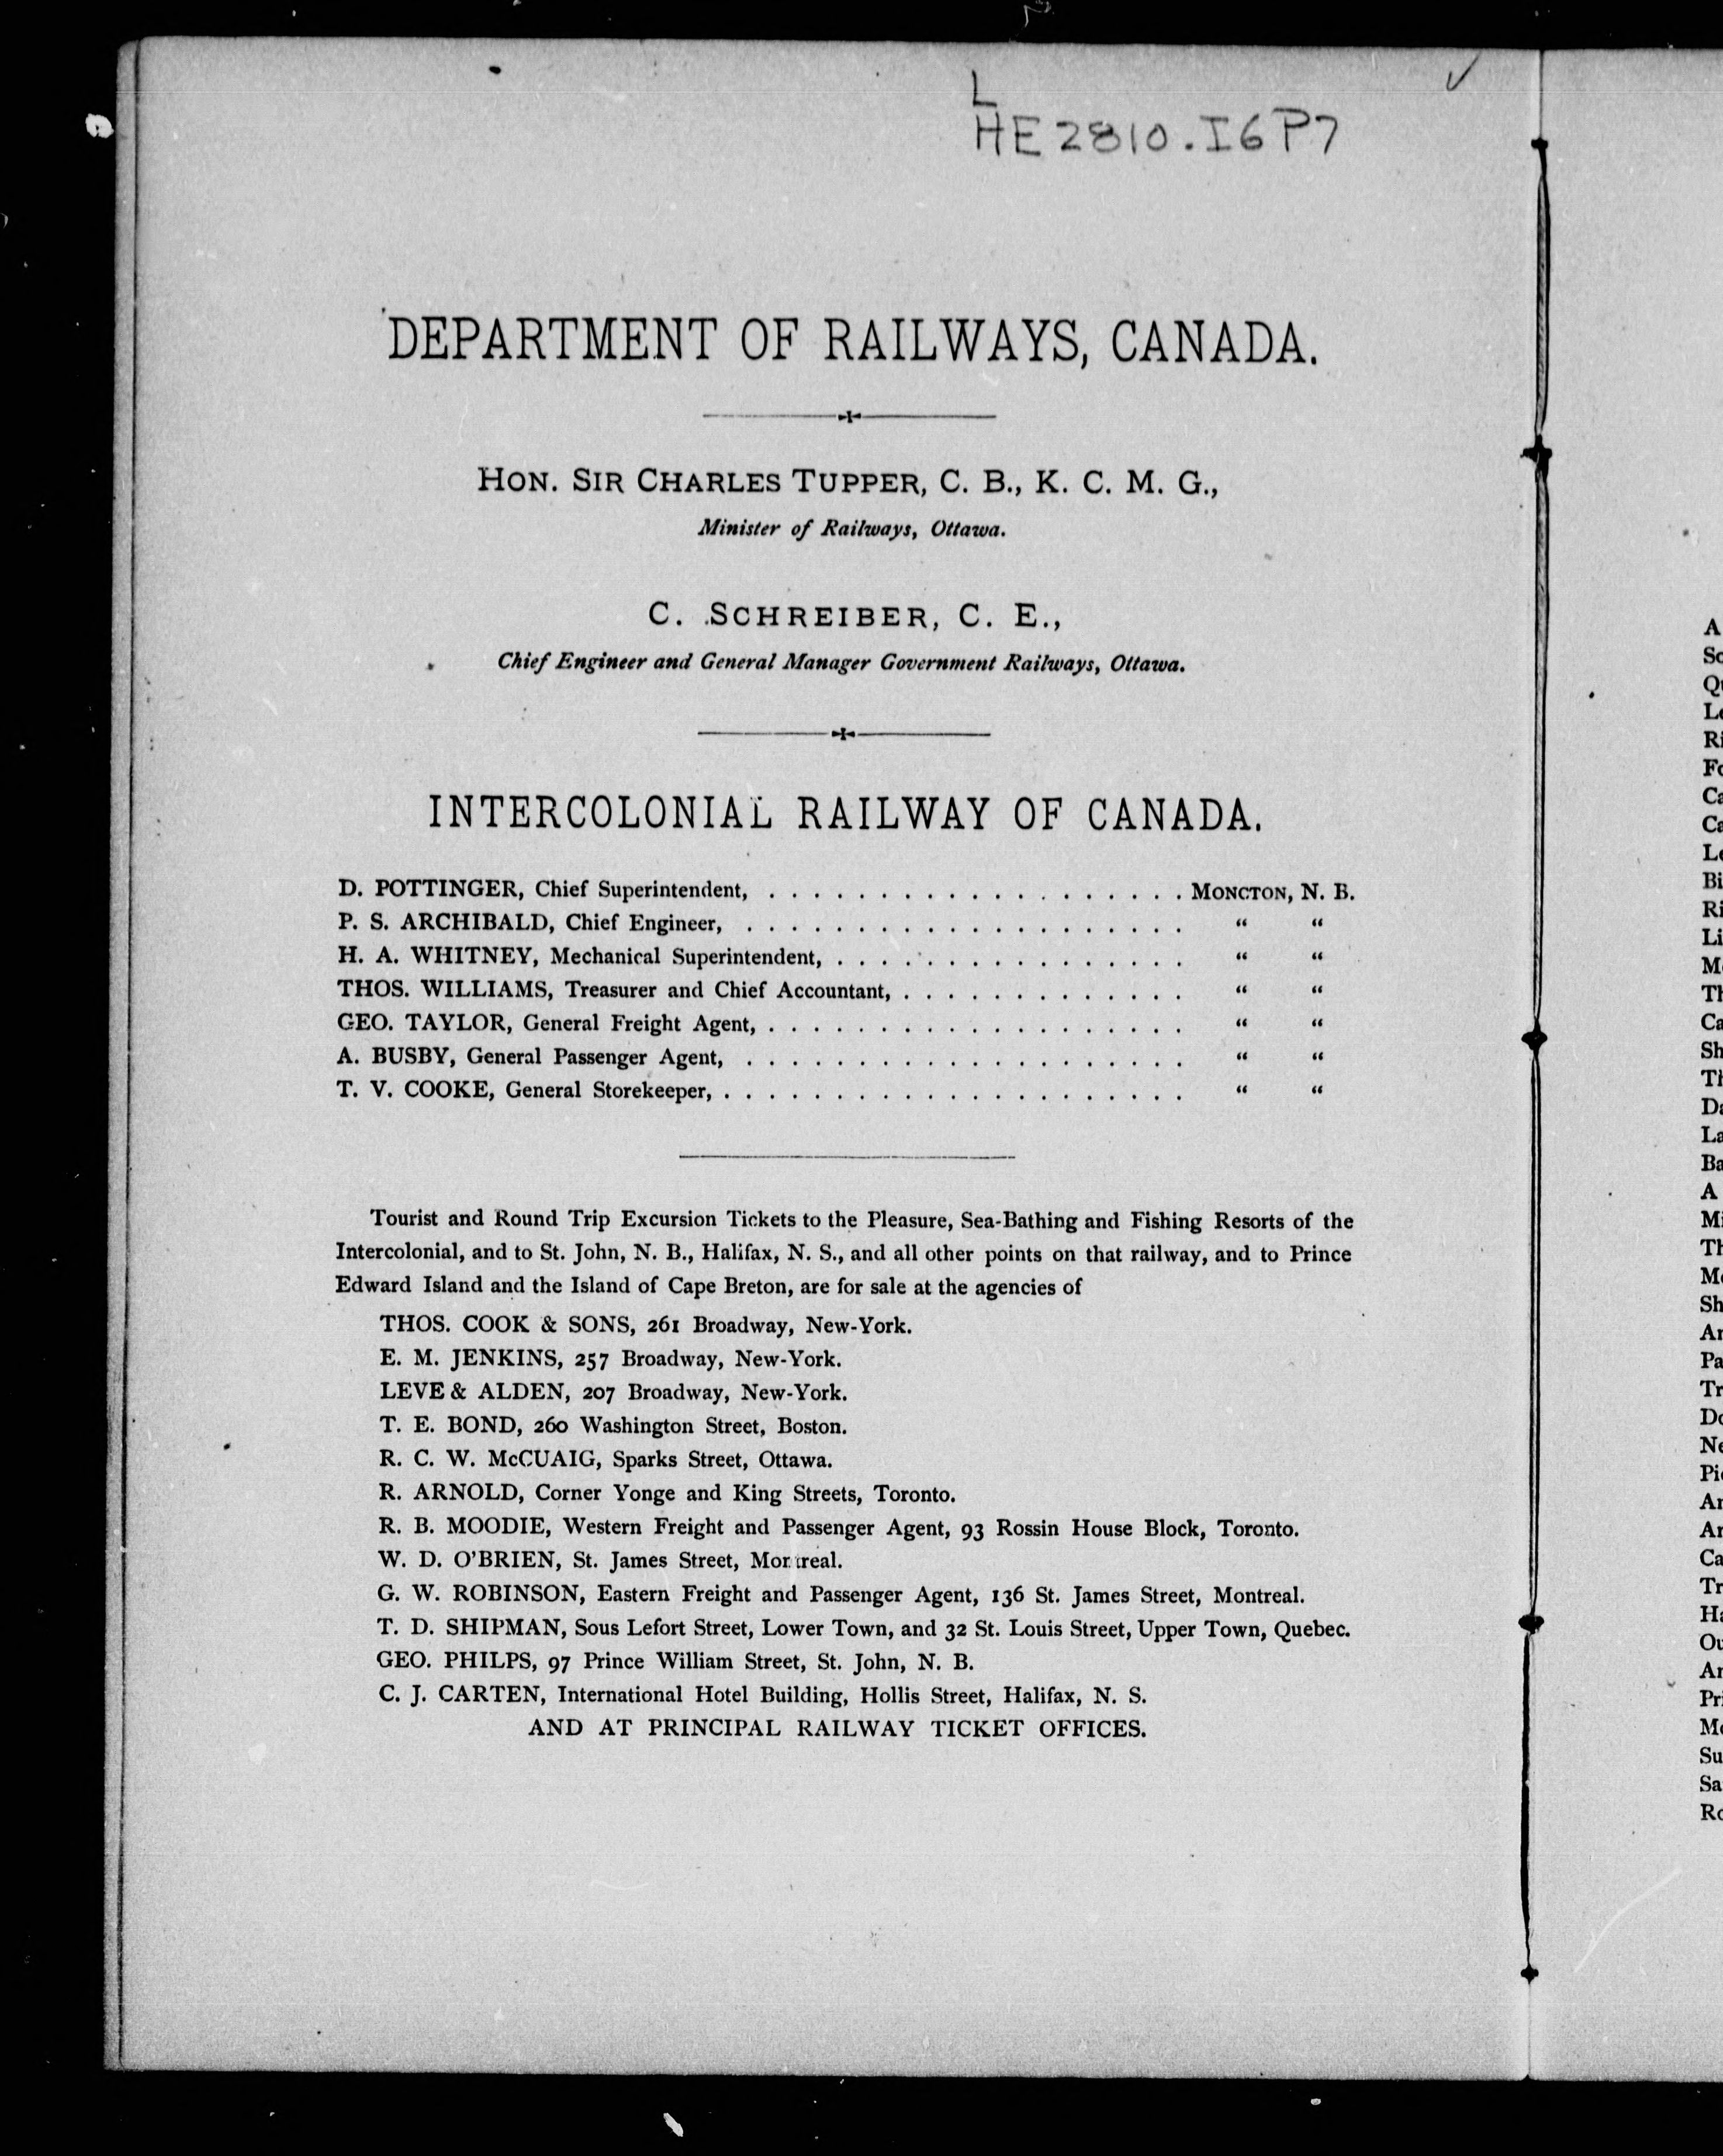 L
HE2810.I6P7
DEPARTMENT OF RAILWAYS, CANADA.
HON. SIR CHARLES TUPPER, C. B., K. C. M. G.,
Minister of Railways, Ottawa.
C. SCHREIBER, C. E.,
Chief Engineer and General Manager Government Railways, Ottawa.
INTERCOLONIAL RAILWAY OF CANADA.
D. POTTINGER, Chief Superintendent, . . . . . . . . . . . . . . . . . . . MONCTON, N. B.
P. S. ARCHIBALD, Chief Engineer, . . . . . . . . . . . . . . . . . . . . “ “
H. A. WHITNEY, Mechanical Superintendent, . . . . . . . . . . . . . . . . “ “
THOS. WILLIAMS, Treasurer and Chief Accountant, . . . . . . . . . . . . . “ “
GEO. TAYLOR, General Freight Agent, . . . . . . . . . . . . . . . . . . . “ “
A. BUSBY, General Passenger Agent, . . . . . . . . . . . . . . . . . . . . “ “
T. V. COOKE, General Storekeeper, . . . . . . . . . . . . . . . . . . . . . “ “
Tourist and Round Trip Excursion Tickets to the Pleasure, Sea-Bathing and Fishing Resorts of the
Intercolonial, and to St. John, N. B., Halifax, N. S., and all other points on that railway, and to Prince
Edward Island and the Island of Cape Breton, are for sale at the agencies of
THOS. COOK & SONS, 261 Broadway, New-York.
E. M. JENKINS, 257 Broadway, New-York.
LEVE & ALDEN, 207 Broadway, New-York.
T. E. BOND, 260 Washington Street, Boston.
R. C. W. McCUAIG, Sparks Street, Ottawa.
R. ARNOLD, Corner Yonge and King Streets, Toronto.
R. B. MOODIE, Western Freight and Passenger Agent, 93 Rossin House Block, Toronto.
W. D. O'BRIEN, St. James Street, Montreal.
G. W. ROBINSON, Eastern Freight and Passenger Agent, 136 St. James Street, Montreal.
T. D. SHIPMAN, Sous Lefort Street, Lower Town, and 32 St. Louis Street, Upper Town, Quebec.
GEO. PHILPS, 97 Prince William Street, St. John, N. B.
C. J. CARTEN, International Hotel Building, Hollis Street, Halifax, N. S.
AND AT PRINCIPAL RAILWAY TICKET OFFICES.